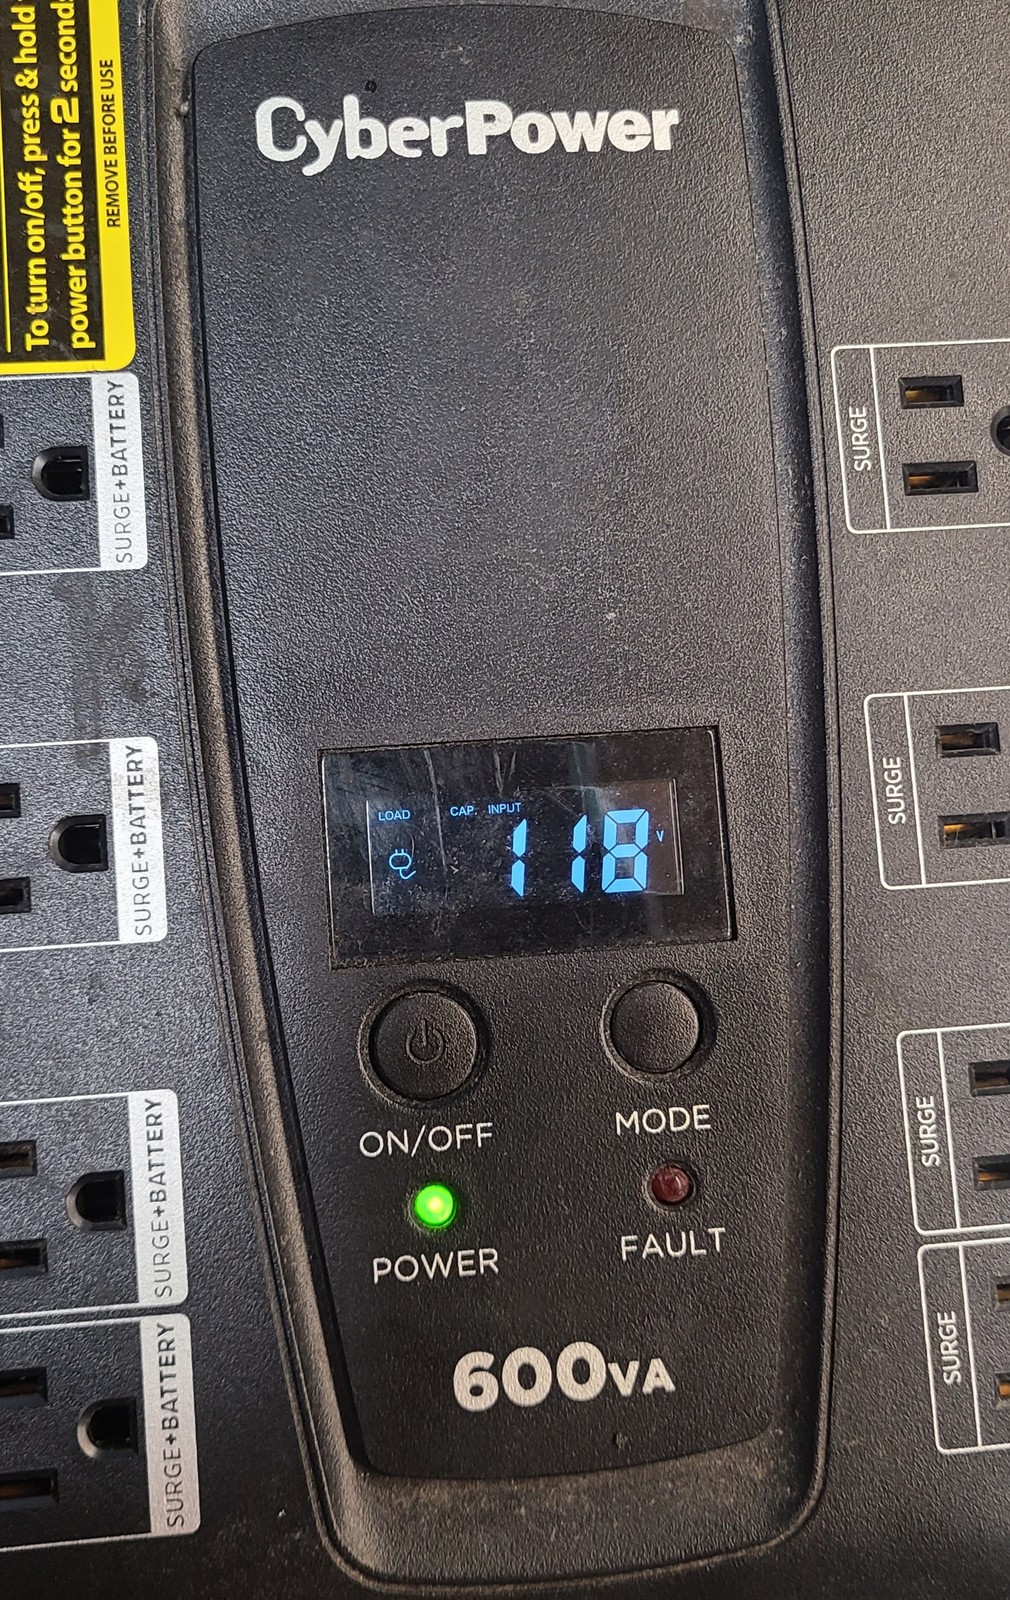 To turn on/off, press & hold
power button for 2 seconds
REMOVE BEFORE USE
CyberPower
SURGE+BATTERY
SURGE
SURGE+BATTERY
SURGE
LOAD CAP. INPUT
118 V
ON/OFF
MODE
SURGE+BATTERY
SURGE
POWER
FAULT
SURGE+BATTERY
SURGE
600VA